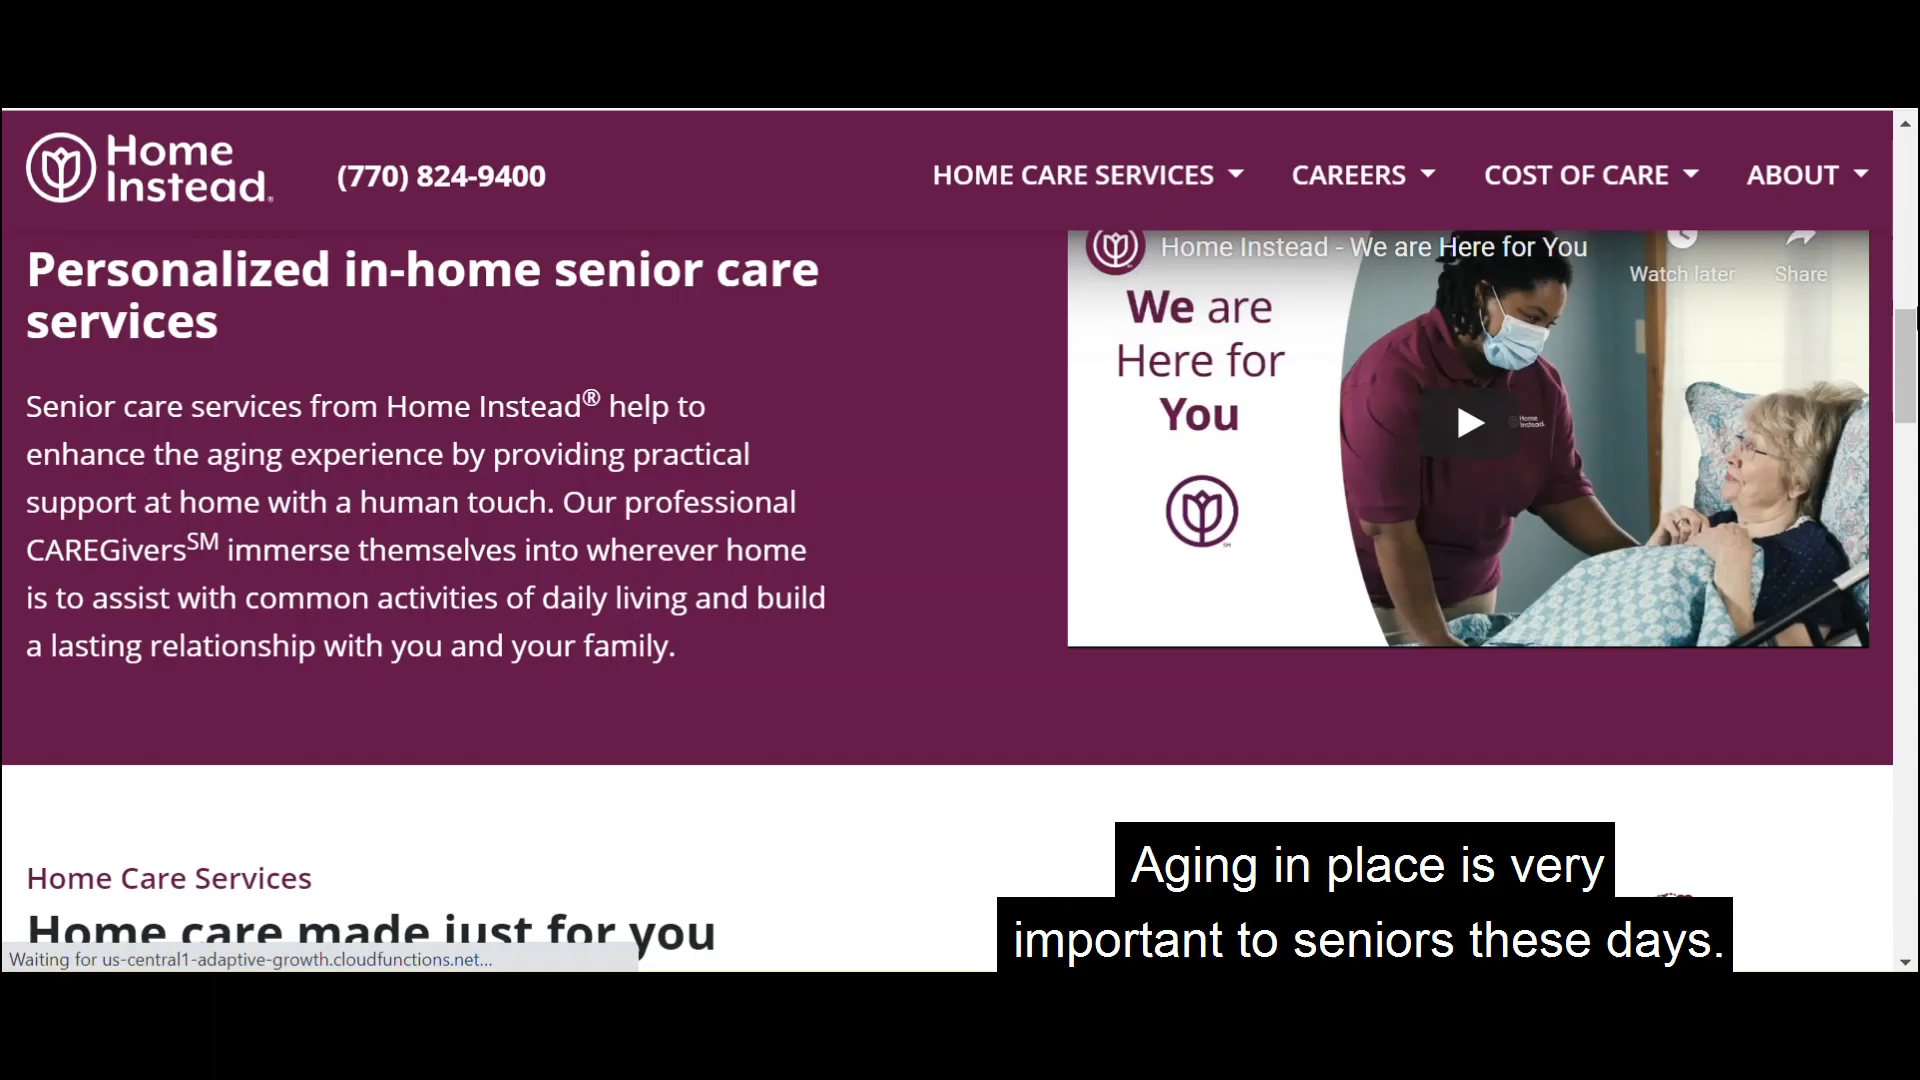 Home
Instead®
(770) 824-9400
HOME CARE SERVICES
CAREERS
COST OF CARE
ABOUT
Personalized in-home senior care
services
Senior care services from Home Instead® help to
enhance the aging experience by providing practical
support at home with a human touch. Our professional
CAREGiversSM immerse themselves into wherever home
is to assist with common activities of daily living and build
a lasting relationship with you and your family.
Home Instead - We are Here for You
Watch later
Share
We are
Here for
You
Home
Instead.
Home Care Services
Home care made just for you
Waiting for us-central1-adaptive-growth.cloudfunctions.net...
Aging in place is very
important to seniors these days.